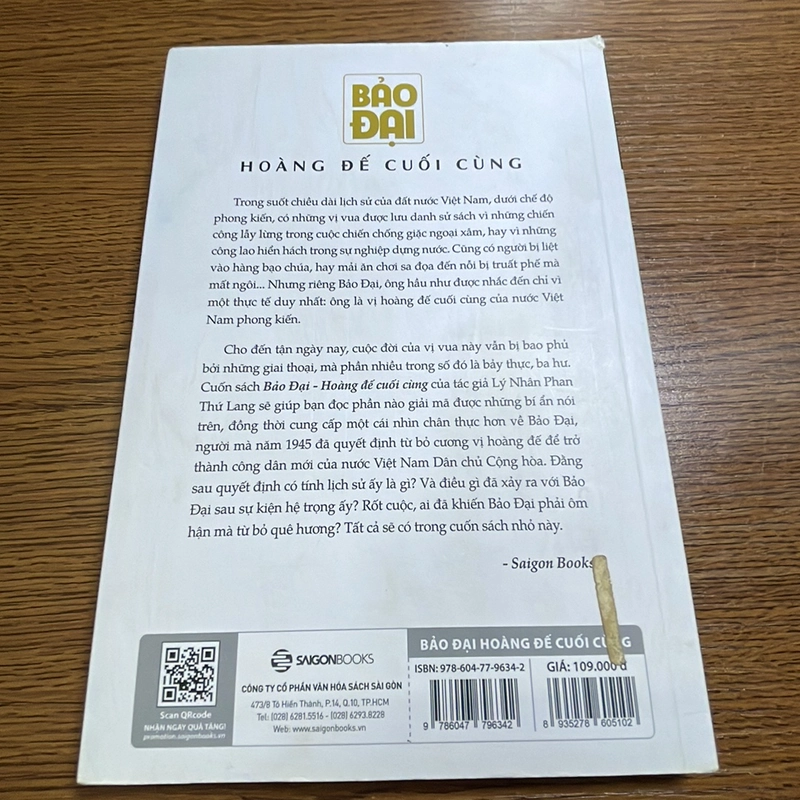 BẢO
ĐẠI
HOÀNG ĐẾ CUỐI CÙNG
Trong suốt chiều dài lịch sử của đất nước Việt Nam, dưới chế độ
phong kiến, có những vị vua được lưu danh sử sách vì những chiến
công lẫy lừng trong cuộc chiến chống giặc ngoại xâm, hay vì những
công lao hiển hách trong sự nghiệp dựng nước. Cũng có người bị liệt
vào hàng bạo chúa, hay mải ăn chơi sa đọa đến nỗi bị truất phế mà
mất ngôi... Nhưng riêng Bảo Đại, ông hầu như được nhắc đến chỉ vì
một thực tế duy nhất: ông là vị hoàng đế cuối cùng của nước Việt
Nam phong kiến.
Cho đến tận ngày nay, cuộc đời của vị vua này vẫn bị bao phủ
bởi những giai thoại, mà phần nhiều trong số đó là bảy thực, ba hư.
Cuốn sách Bảo Đại - Hoàng đế cuối cùng của tác giả Lý Nhân Phan
Thứ Lang sẽ giúp bạn đọc phần nào giải mã được những bí ẩn nói
trên, đồng thời cung cấp một cái nhìn chân thực hơn về Bảo Đại,
người mà năm 1945 đã quyết định từ bỏ cương vị hoàng đế để trở
thành công dân mới của nước Việt Nam Dân chủ Cộng hòa. Đằng
sau quyết định có tính lịch sử ấy là gì? Và điều gì đã xảy ra với Bảo
Đại sau sự kiện hệ trọng ấy? Rốt cuộc, ai đã khiến Bảo Đại phải ôm
hận mà từ bỏ quê hương? Tất cả sẽ có trong cuốn sách nhỏ này.
- Saigon Books
Scan QRcode
NHẬN NGAY QUÀ TẶNG!
promotion.saigonbooks.vn
SAIGONBOOKS
CÔNG TY CỔ PHẦN VĂN HÓA SÁCH SÀI GÒN
473/8 Tô Hiến Thành, P.14, Q.10, TP.HCM
Tel: (028) 6281.5516 - (028) 6293.8228
Web: www.saigonbooks.vn
BẢO ĐẠI HOÀNG ĐẾ CUỐI CÙNG
ISBN: 978-604-77-9634-2
GIÁ: 109.000 đ
9 786047 796342
8 935278 605102